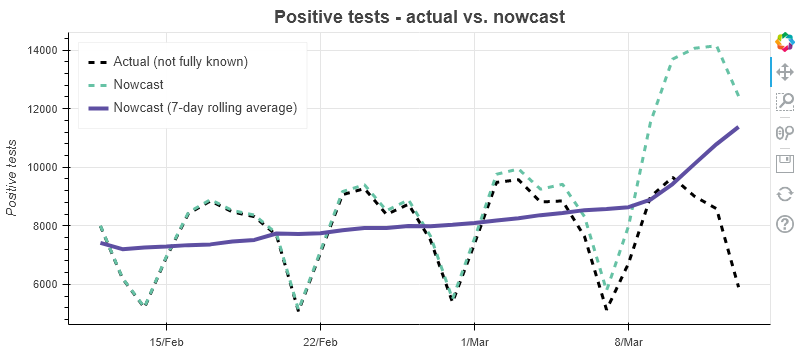 Positive tests - actual vs. nowcast
Actual (not fully known)
Nowcast
Nowcast (7-day rolling average)
Positive tests
14000
12000
10000
8000
6000
15/Feb
22/Feb
1/Mar
8/Mar